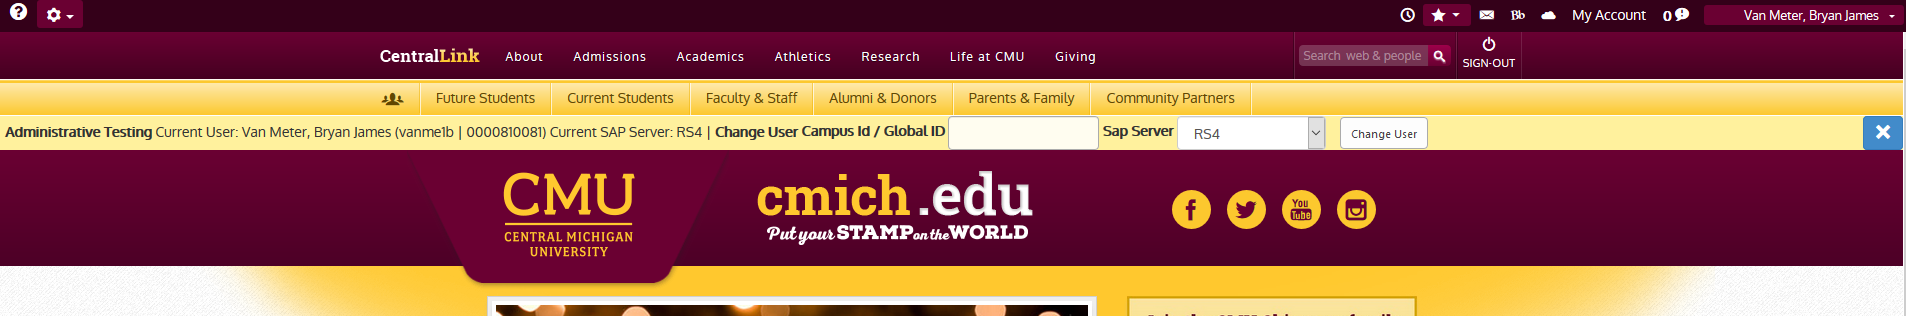 ? 
Bb My Account 0 Van Meter, Bryan James
CentralLink About Admissions Academics Athletics Research Life at CMU Giving Search web & people SIGN-OUT
Future Students Current Students Faculty & Staff Alumni & Donors Parents & Family Community Partners
Administrative Testing Current User: Van Meter, Bryan James (vanme1b | 0000810081) Current SAP Server: RS4 | Change User Campus Id / Global ID Sap Server RS4 Change User
CMU
CENTRAL MICHIGAN
UNIVERSITY
cmich.edu
Put your STAMP on the WORLD
You
Tube